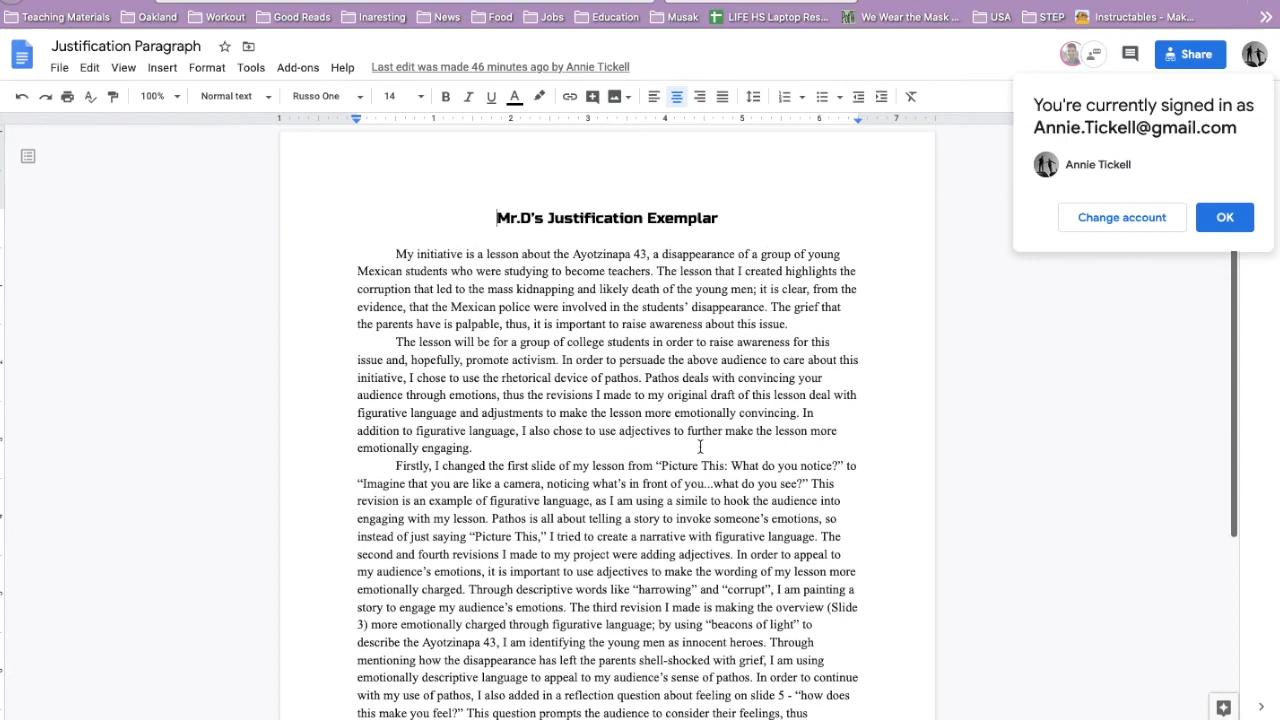 Teaching Materials Oakland Workout Good Reads Inaresting News Food Jobs Education Musak LIFE HS Laptop Res... We Wear the Mask ... USA STEP Instructables - Mak...
Justification Paragraph
File Edit View Insert Format Tools Add-ons Help Last edit was made 46 minutes ago by Annie Tickell
Share
100% Normal text Russo One 14 B I U A
1 1 2 3 4 5 6 7
You're currently signed in as
Annie.Tickell@gmail.com
Annie Tickell
Change account OK
Mr.D's Justification Exemplar
My initiative is a lesson about the Ayotzinapa 43, a disappearance of a group of young
Mexican students who were studying to become teachers. The lesson that I created highlights the
corruption that led to the mass kidnapping and likely death of the young men; it is clear, from the
evidence, that the Mexican police were involved in the students' disappearance. The grief that
the parents have is palpable, thus, it is important to raise awareness about this issue.
The lesson will be for a group of college students in order to raise awareness for this
issue and, hopefully, promote activism. In order to persuade the above audience to care about this
initiative, I chose to use the rhetorical device of pathos. Pathos deals with convincing your
audience through emotions, thus the revisions I made to my original draft of this lesson deal with
figurative language and adjustments to make the lesson more emotionally convincing. In
addition to figurative language, I also chose to use adjectives to further make the lesson more
emotionally engaging.
Firstly, I changed the first slide of my lesson from “Picture This: What do you notice?” to
“Imagine that you are like a camera, noticing what's in front of you...what do you see?” This
revision is an example of figurative language, as I am using a simile to hook the audience into
engaging with my lesson. Pathos is all about telling a story to invoke someone's emotions, so
instead of just saying “Picture This,” I tried to create a narrative with figurative language. The
second and fourth revisions I made to my project were adding adjectives. In order to appeal to
my audience's emotions, it is important to use adjectives to make the wording of my lesson more
emotionally charged. Through descriptive words like “harrowing” and “corrupt”, I am painting a
story to engage my audience's emotions. The third revision I made is making the overview (Slide
3) more emotionally charged through figurative language; by using “beacons of light” to
describe the Ayotzinapa 43, I am identifying the young men as innocent heroes. Through
mentioning how the disappearance has left the parents shell-shocked with grief, I am using
emotionally descriptive language to appeal to my audience's sense of pathos. In order to continue
with my use of pathos, I also added in a reflection question about feeling on slide 5 - “how does
this make you feel?” This question prompts the audience to consider their feelings, thus